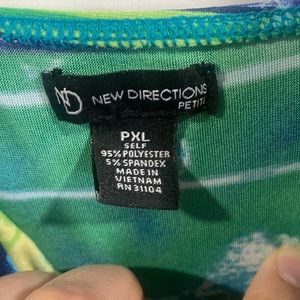 ND NEW DIRECTIONS
PETITE
PXL
SELF
95% POLYESTER
5% SPANDEX
MADE IN
VIETNAM
RN 31104